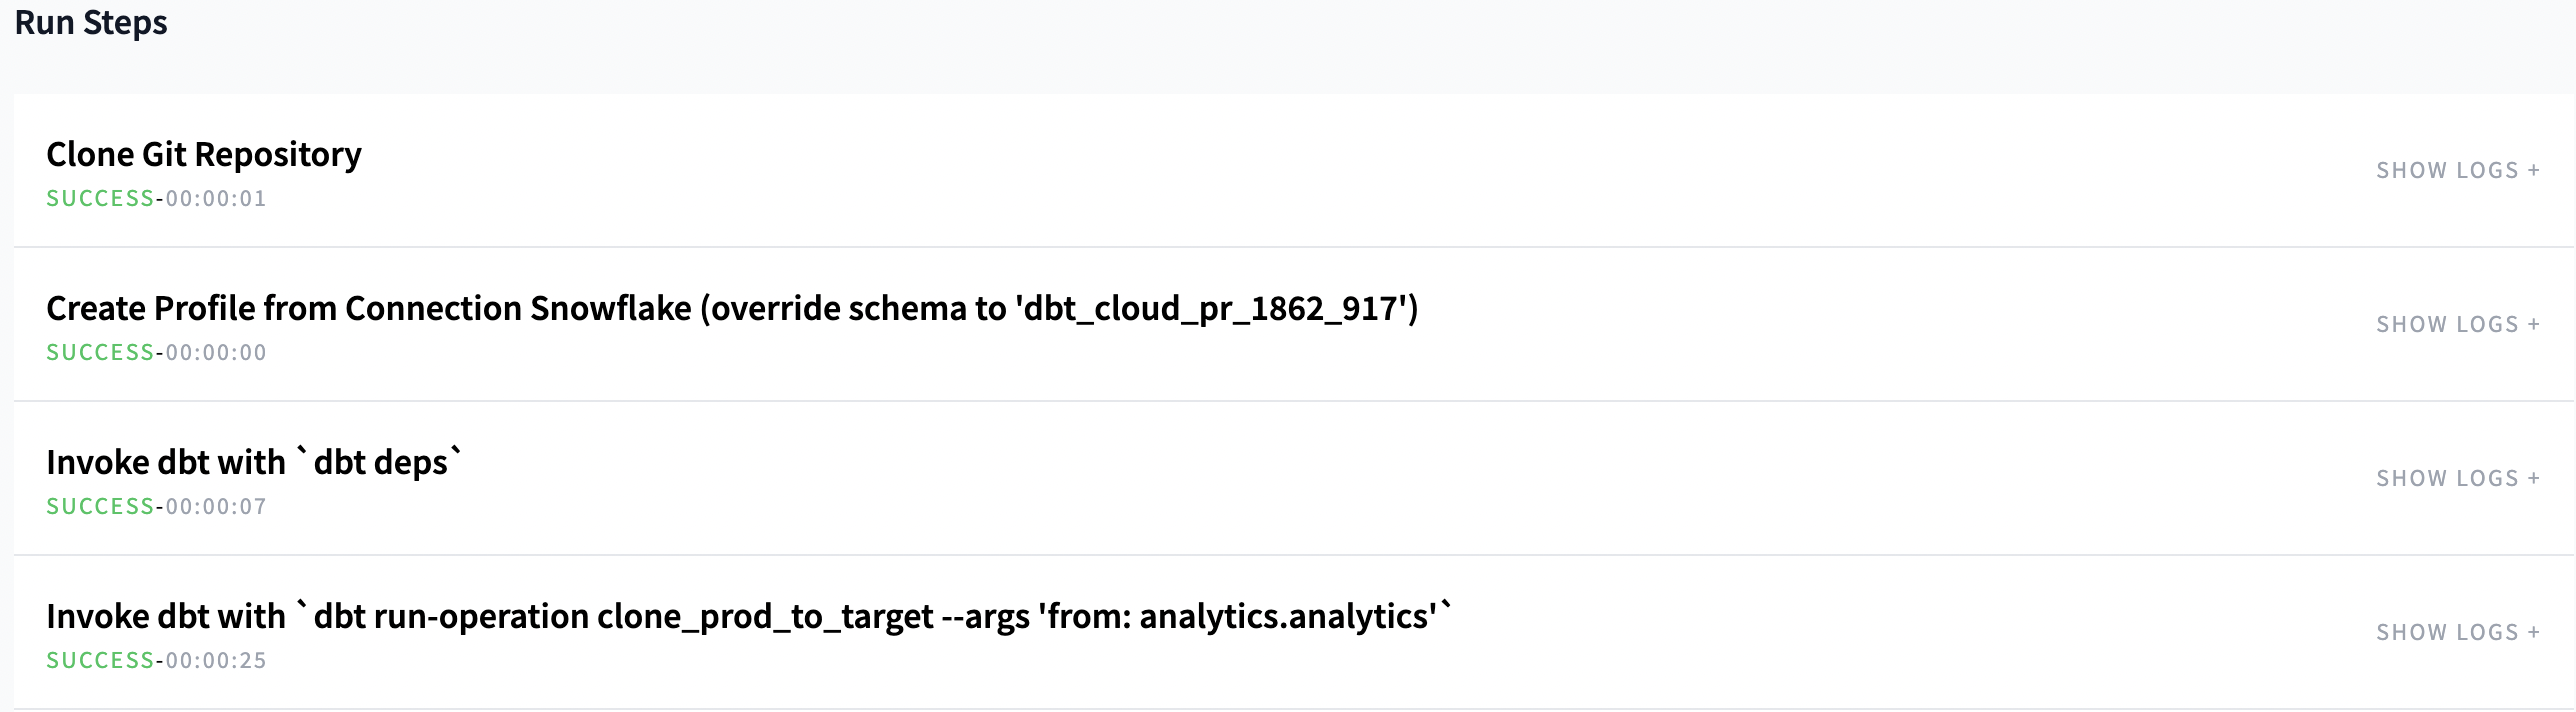 Run Steps
Clone Git Repository
SHOW LOGS +
SUCCESS-00:00:01
Create Profile from Connection Snowflake (override schema to 'dbt_cloud_pr_1862_917')
SHOW LOGS +
SUCCESS-00:00:00
Invoke dbt with `dbt deps`
SHOW LOGS +
SUCCESS-00:00:07
Invoke dbt with `dbt run-operation clone_prod_to_target --args 'from: analytics.analytics'`
SHOW LOGS +
SUCCESS-00:00:25